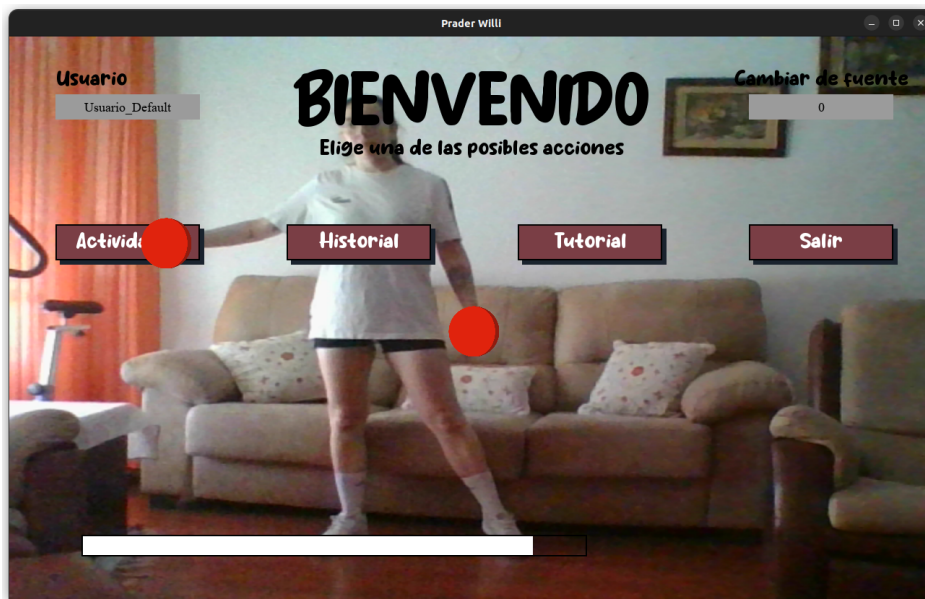 Prader Willi
Usuario
Usuario_Default
BIENVENIDO
Elige una de las posibles acciones
Cambiar de fuente
0
Historial
Tutorial
Salir